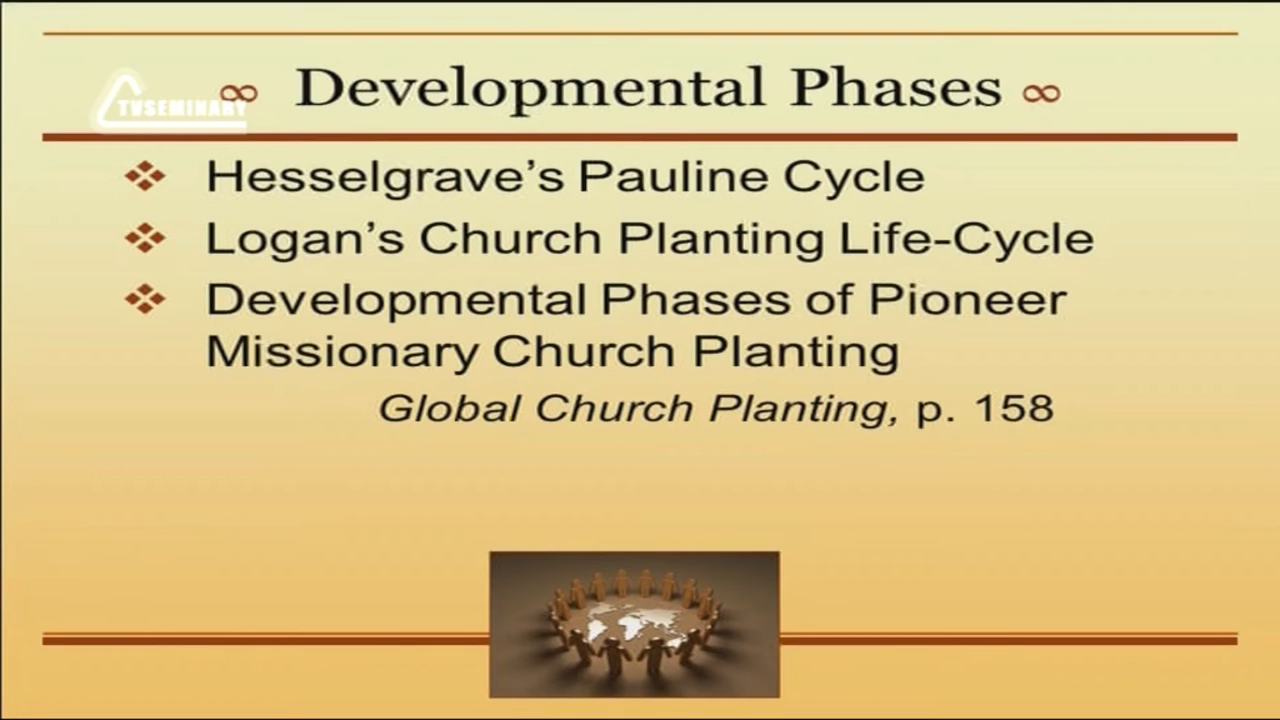 TVSEMINARY
∞ Developmental Phases ∞
Hesselgrave’s Pauline Cycle
Logan’s Church Planting Life-Cycle
Developmental Phases of Pioneer
Missionary Church Planting
Global Church Planting, p. 158